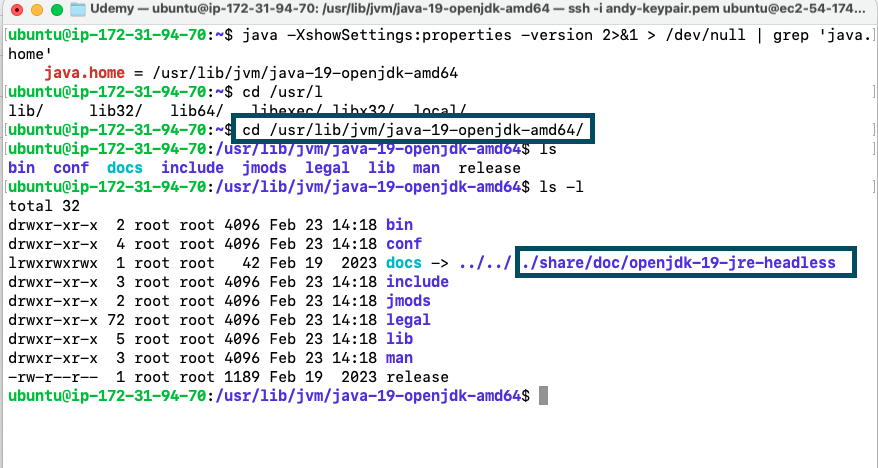 Udemy — ubuntu@ip-172-31-94-70: /usr/lib/jvm/java-19-openjdk-amd64 — ssh -i andy-keypair.pem ubuntu@ec2-54-174...
ubuntu@ip-172-31-94-70:~$ java -XshowSettings:properties -version 2>&1 > /dev/null | grep 'java.
home'
    java.home = /usr/lib/jvm/java-19-openjdk-amd64
ubuntu@ip-172-31-94-70:~$ cd /usr/l
lib/     lib32/   lib64/   libexec/ libx32/  local/
ubuntu@ip-172-31-94-70:~$ cd /usr/lib/jvm/java-19-openjdk-amd64/
ubuntu@ip-172-31-94-70:/usr/lib/jvm/java-19-openjdk-amd64$ ls
bin  conf  docs  include  jmods  legal  lib  man  release
ubuntu@ip-172-31-94-70:/usr/lib/jvm/java-19-openjdk-amd64$ ls -l
total 32
drwxr-xr-x  2 root root 4096 Feb 23 14:18 bin
drwxr-xr-x  4 root root 4096 Feb 23 14:18 conf
lrwxrwxrwx  1 root root   42 Feb 19  2023 docs -> ../../../share/doc/openjdk-19-jre-headless
drwxr-xr-x  3 root root 4096 Feb 23 14:18 include
drwxr-xr-x  2 root root 4096 Feb 23 14:18 jmods
drwxr-xr-x 72 root root 4096 Feb 23 14:18 legal
drwxr-xr-x  5 root root 4096 Feb 23 14:18 lib
drwxr-xr-x  3 root root 4096 Feb 23 14:18 man
-rw-r--r--  1 root root 1189 Feb 19  2023 release
ubuntu@ip-172-31-94-70:/usr/lib/jvm/java-19-openjdk-amd64$